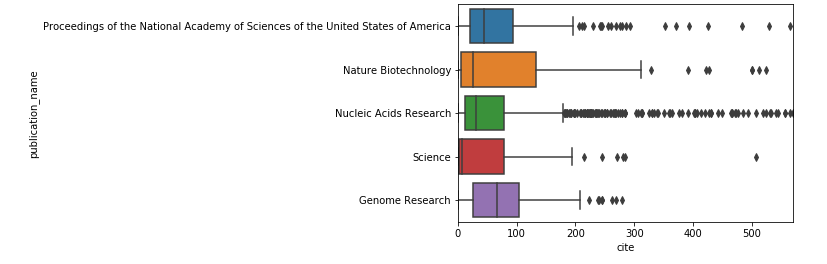 Proceedings of the National Academy of Sciences of the United States of America
Nature Biotechnology
publication_name
Nucleic Acids Research
Science
Genome Research
0 100 200 300 400 500
cite